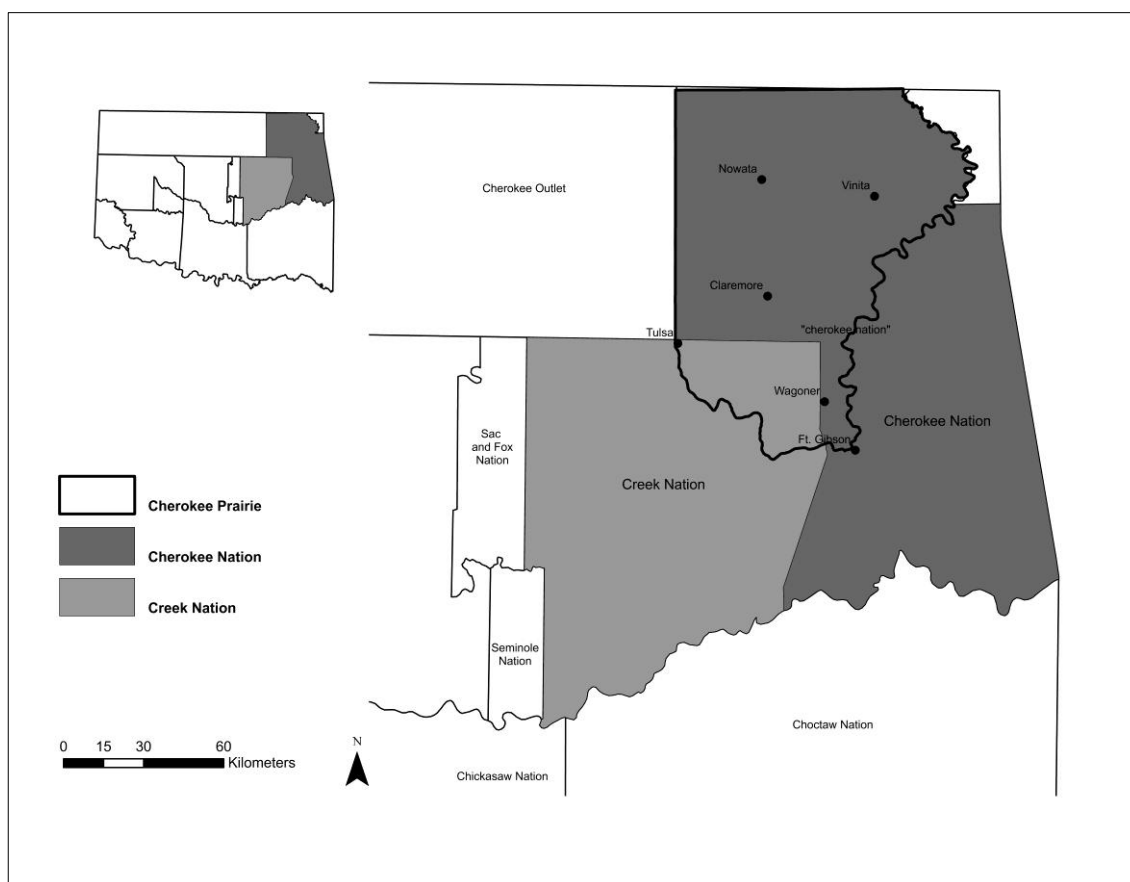 Nowata
Vinita
Cherokee Outlet
Claremore
Tulsa
"cherokee nation"
Wagoner
Cherokee Nation
Sac
and Fox
Nation
Ft. Gibson
Creek Nation
Cherokee Prairie
Cherokee Nation
Creek Nation
Seminole
Nation
Choctaw Nation
0 15 30 60
Kilometers
N
Chickasaw Nation